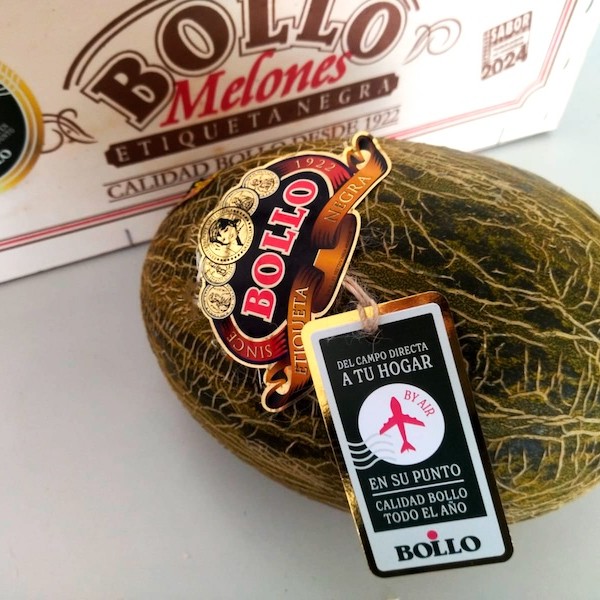 BOLLO
Melones
ETIQUETA NEGRA
CALIDAD BOLLO DESDE 1922
SABOR
2024
SINCE 1922
BOLLO
ETIQUETA NEGRA
DEL CAMPO DIRECTA
A TU HOGAR
BY AIR
EN SU PUNTO
CALIDAD BOLLO
TODO EL AÑO
BOLLO